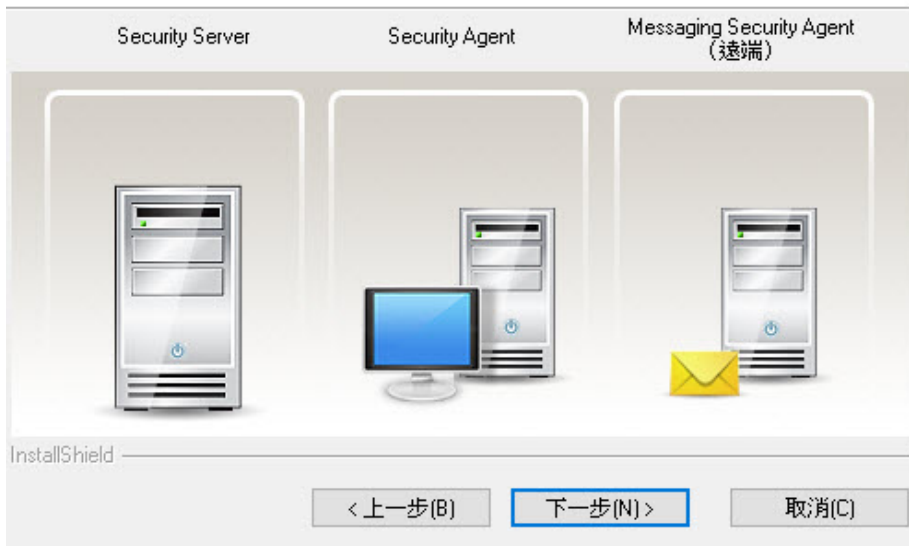 Security Server
Security Agent
Messaging Security Agent
(遠端)
InstallShield
< 上一步(B)
下一步(N) >
取消(C)